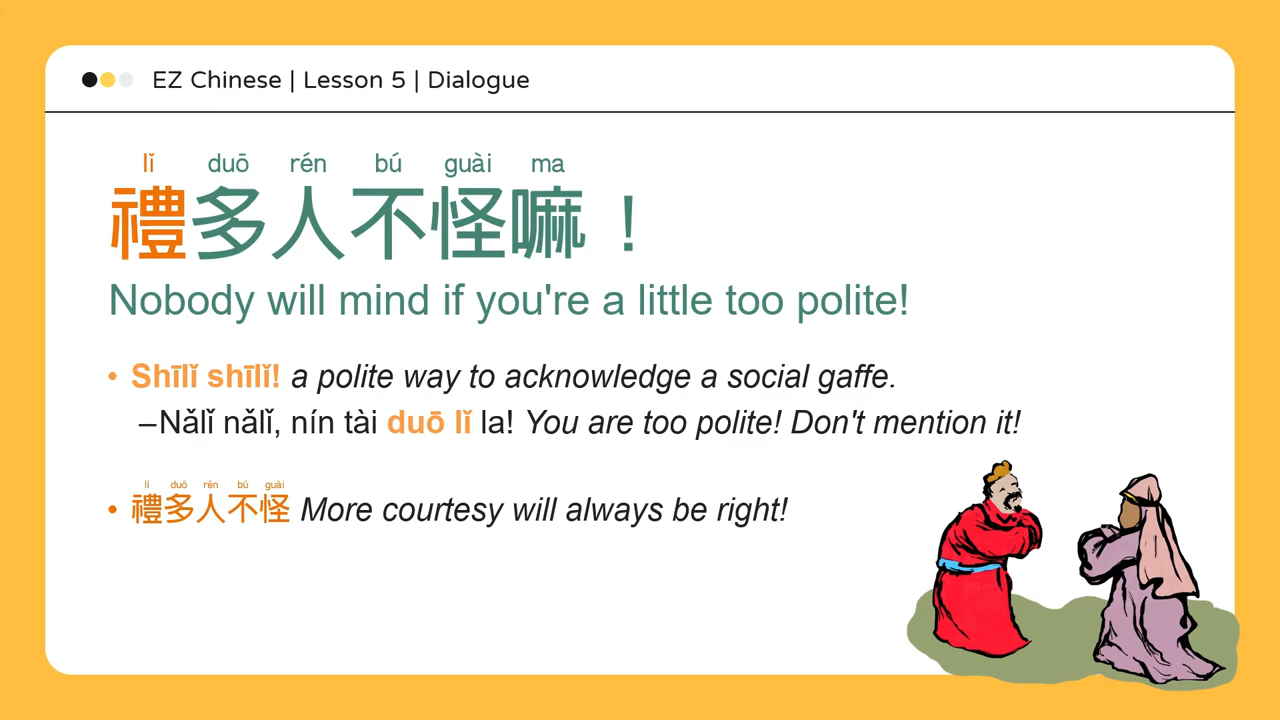 EZ Chinese | Lesson 5 | Dialogue
lǐ duō rén bú guài ma
禮多人不怪嘛！
Nobody will mind if you're a little too polite!
• Shīlǐ shīlǐ! a polite way to acknowledge a social gaffe.
–Nǎlǐ nǎlǐ, nín tài duō lǐ la! You are too polite! Don't mention it!
lǐ duō rén bú guài
• 禮多人不怪 More courtesy will always be right!